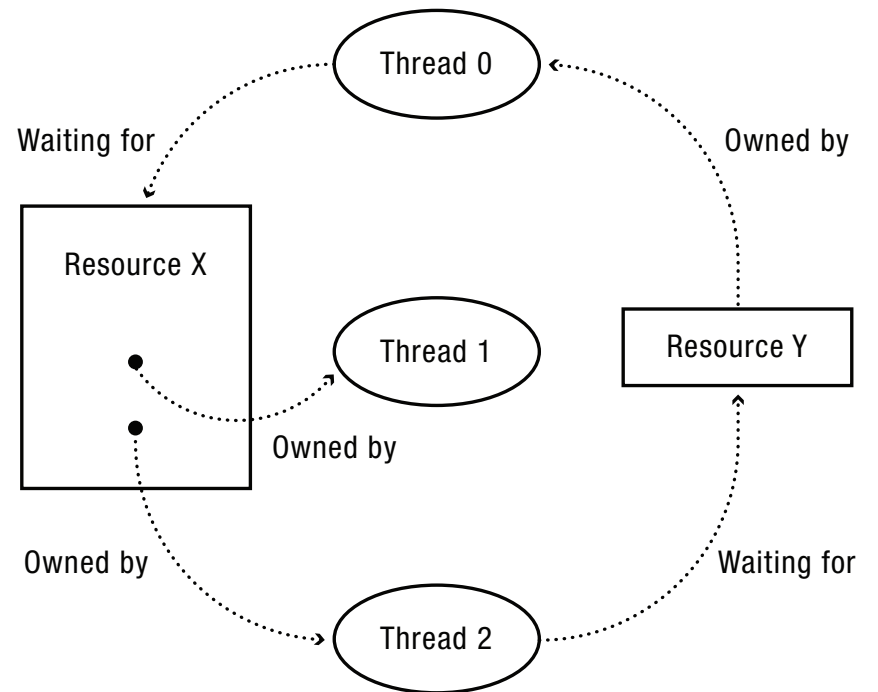 Thread 0
Waiting for
Owned by
Resource X
Thread 1
Resource Y
Owned by
Owned by
Waiting for
Thread 2